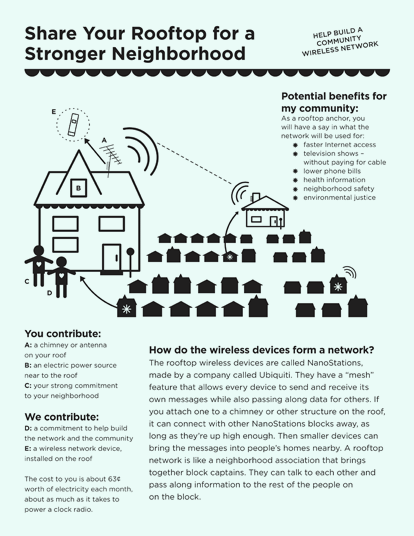 Share Your Rooftop for a
Stronger Neighborhood
HELP BUILD A
COMMUNITY
WIRELESS NETWORK
Potential benefits for
my community:
As a rooftop anchor, you
will have a say in what the
network will be used for:
✹ faster Internet access
✹ television shows –
without paying for cable
✹ lower phone bills
✹ health information
✹ neighborhood safety
✹ environmental justice
E
A
B
C
D
You contribute:
A: a chimney or antenna
on your roof
B: an electric power source
near to the roof
C: your strong commitment
to your neighborhood
We contribute:
D: a commitment to help build
the network and the community
E: a wireless network device,
installed on the roof
The cost to you is about 63¢
worth of electricity each month,
about as much as it takes to
power a clock radio.
How do the wireless devices form a network?
The rooftop wireless devices are called NanoStations,
made by a company called Ubiquiti. They have a “mesh”
feature that allows every device to send and receive its
own messages while also passing along data for others. If
you attach one to a chimney or other structure on the roof,
it can connect with other NanoStations blocks away, as
long as they’re up high enough. Then smaller devices can
bring the messages into people’s homes nearby. A rooftop
network is like a neighborhood association that brings
together block captains. They can talk to each other and
pass along information to the rest of the people on
on the block.